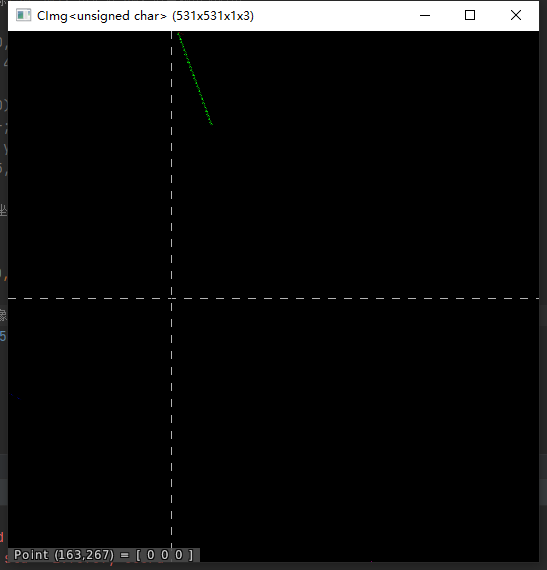 CImg<unsigned char> (531x531x1x3)
Point (163,267) = [ 0 0 0 ]